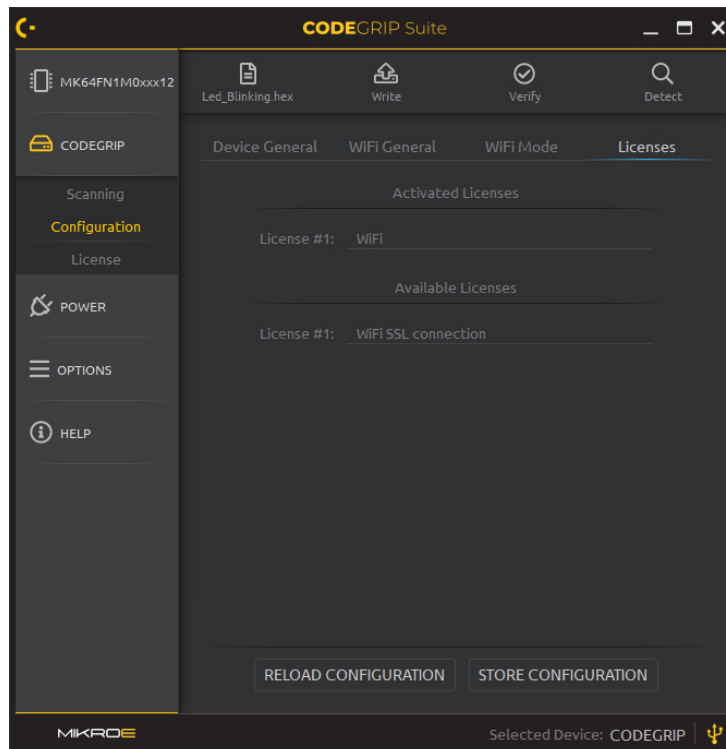 CODEGRIP Suite
MK64FN1M0xxx12
CODEGRIP
Scanning
Configuration
License
POWER
OPTIONS
HELP
Led_Blinking.hex
Write
Verify
Detect
Device General
WiFi General
WiFi Mode
Licenses
Activated Licenses
License #1: WiFi
Available Licenses
License #1: WiFi SSL connection
RELOAD CONFIGURATION
STORE CONFIGURATION
MIKROE
Selected Device: CODEGRIP